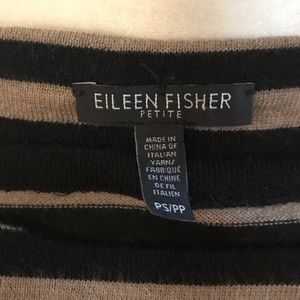 EILEEN FISHER
PETITE
MADE IN
CHINA OF
ITALIAN
YARN/
FABRIQUÉ
EN CHINE
DE FIL
ITALIEN
PS/PP